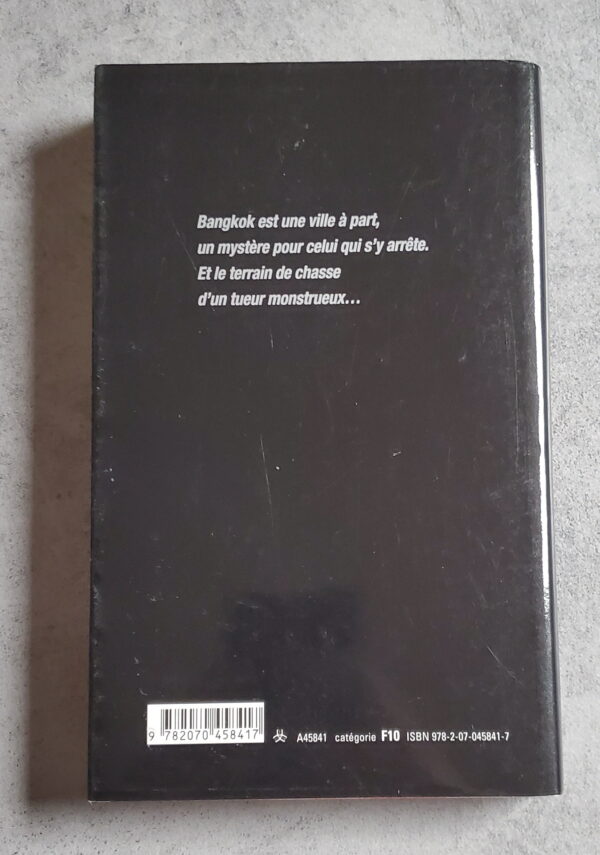 Bangkok est une ville à part,
un mystère pour celui qui s'y arrête.
Et le terrain de chasse
d'un tueur monstrueux...
9 782070 458417
A45841 catégorie F10 ISBN 978-2-07-045841-7